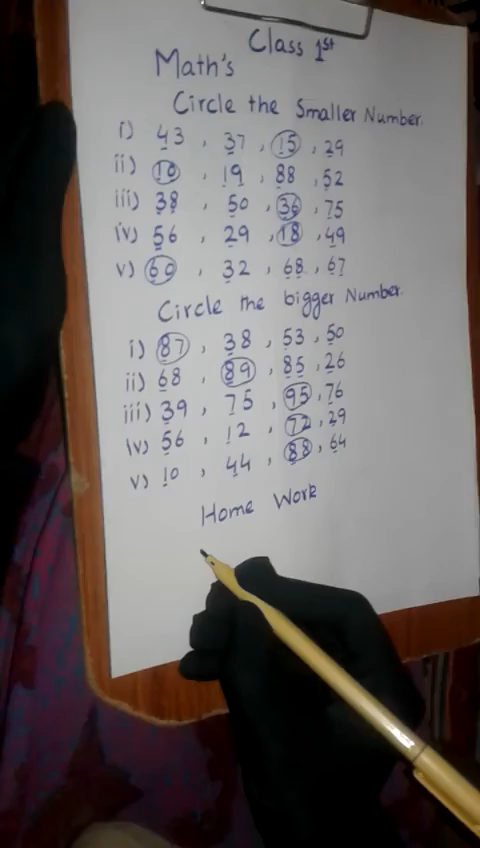 Class 1st
Math's
Circle the Smaller Number.
i) 43 , 37 , 15 , 29
ii) 10 , 19 , 88 , 52
iii) 38 , 50 , 36 , 75
iv) 56 , 29 , 18 , 49
v) 60 , 32 , 68 , 67
Circle the bigger Number.
i) 87 , 38 , 53 , 50
ii) 68 , 89 , 85 , 26
iii) 39 , 75 , 95 , 76
iv) 56 , 12 , 72 , 29
v) 10 , 44 , 88 , 64
Home Work